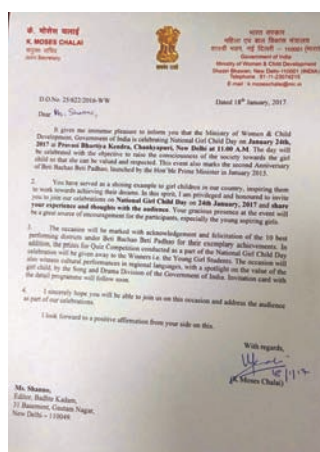 के. मोसेस चलाई
K. MOSES CHALAI
संयुक्त सचिव
Joint Secretary
भारत सरकार
महिला एवं बाल विकास मंत्रालय
शास्त्री भवन, नई दिल्ली – 110001
Government of India
Ministry of Women & Child Development
Shastri Bhawan, New Delhi-110001 (INDIA)
D.O.No 25/622/2016-WW
Dated 18th January, 2017
Dear Ms. Shanno,
It gives me immense pleasure to inform you that the Ministry of Women & Child
Development, Government of India is celebrating National Girl Child Day on January 24th,
2017 @ Pravasi Bhartiya Kendra, Chankyapuri, New Delhi at 11.00 A.M. The day will
be celebrated with the objective to raise the consciousness of the society towards the girl
child so that she can be valued and respected. This event also marks the second Anniversary
of Beti Bachao Beti Padhao, launched by the Hon'ble Prime Minister in January 2015.
2. You have served as a shining example to girl children in our country, inspiring them
to work towards achieving their dreams. In this spirit, I am privileged and honoured to invite
you to join our celebrations on National Girl Child Day on 24th January, 2017 and share
your experience and thoughts with the audience. Your gracious presence at the event will
be a great source of encouragement for the participants, especially the young aspiring girls.
3. The occasion will be marked with acknowledgement and felicitation of the 10 best
performing districts under Beti Bachao Beti Padhao for their exemplary achievements. In
addition, the prizes for Quiz Competition conducted as a part of the National Girl Child Day
celebration will be given away to the Winners i.e. the Young Girl Students. The occasion will
also witness cultural performances in regional languages, with a spotlight on the value of the
girl child, by the Song and Drama Division of the Government of India. Invitation card with
the detail programme will follow soon.
4. I sincerely hope you will be able to join us on this occasion and address the audience
as part of our celebrations.
I look forward to a positive affirmation from your side on this.
With regards,
(K Moses Chalai)
Ms. Shanno,
Editor, Badhte Kadam,
31 Basement, Gautam Nagar,
New Delhi – 110049